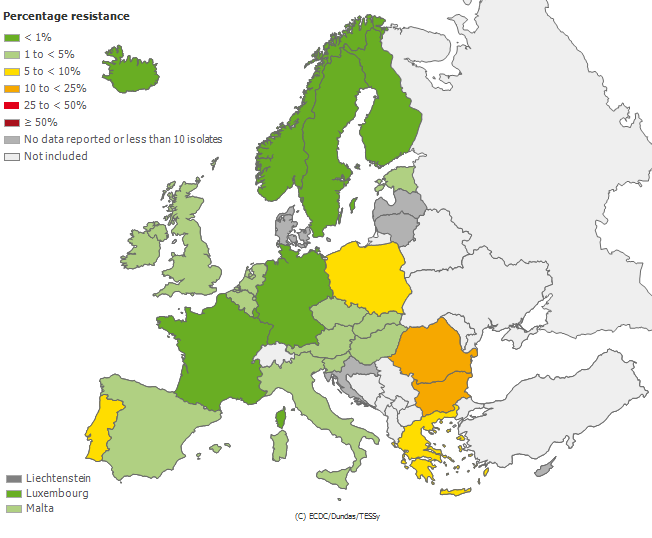 Percentage resistance
< 1%
1 to < 5%
5 to < 10%
10 to < 25%
25 to < 50%
≥ 50%
No data reported or less than 10 isolates
Not included
Liechtenstein
Luxembourg
Malta
(C) ECDC/Dundas/TESSy